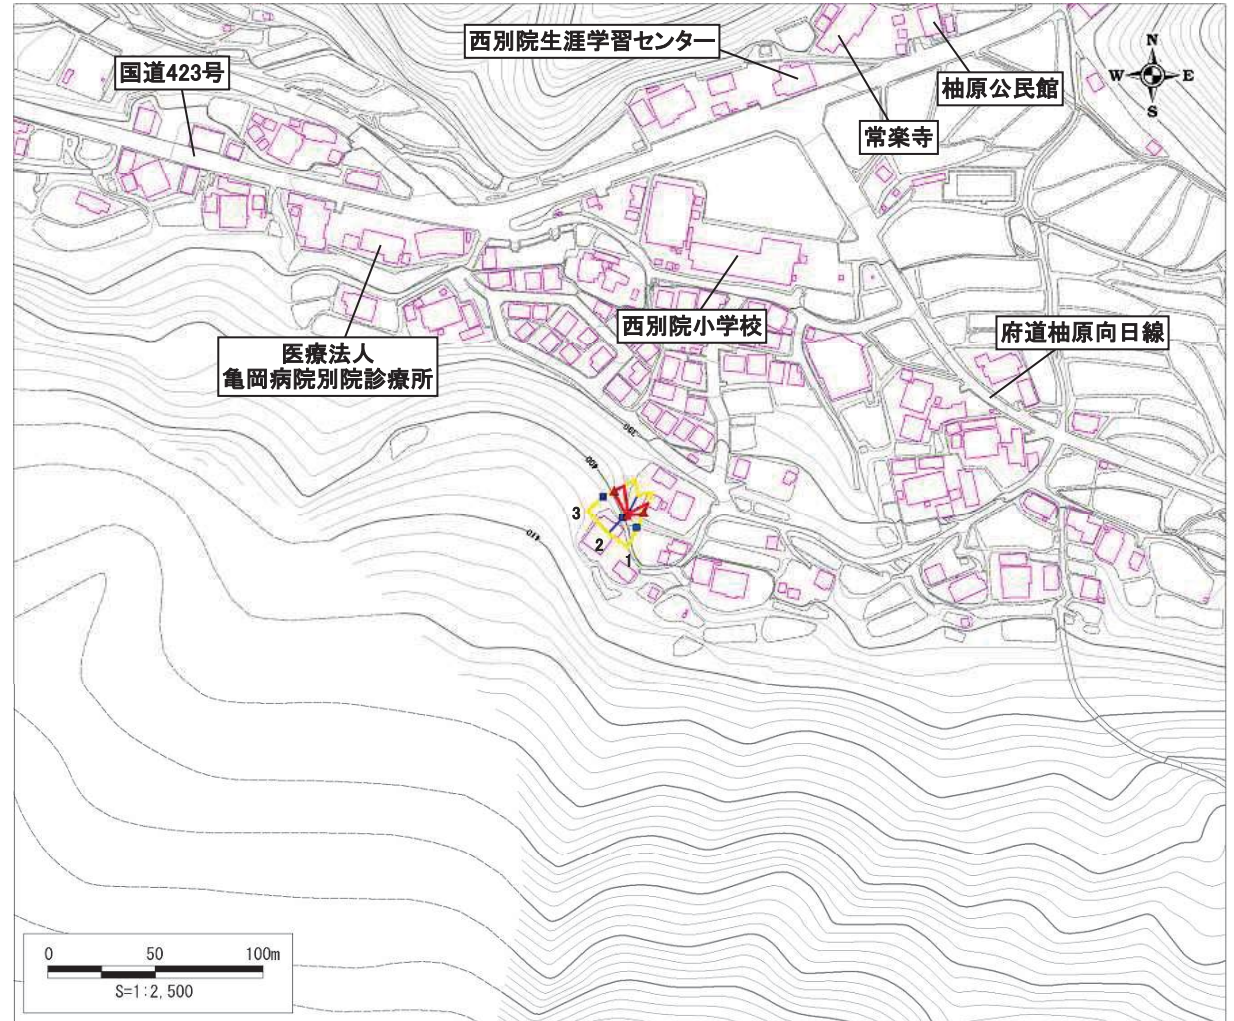 西別院生涯学習センター
国道423号
柚原公民館
常楽寺
N
W E
S
西別院小学校
府道柚原向日線
医療法人
亀岡病院別院診療所
400
3
2
1
410
0 50 100m
S=1:2,500